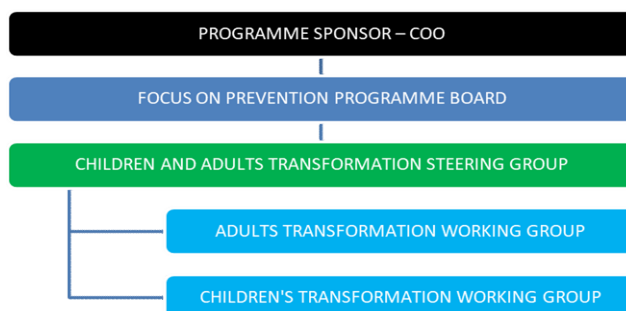 PROGRAMME SPONSOR – COO
FOCUS ON PREVENTION PROGRAMME BOARD
CHILDREN AND ADULTS TRANSFORMATION STEERING GROUP
ADULTS TRANSFORMATION WORKING GROUP
CHILDREN'S TRANSFORMATION WORKING GROUP